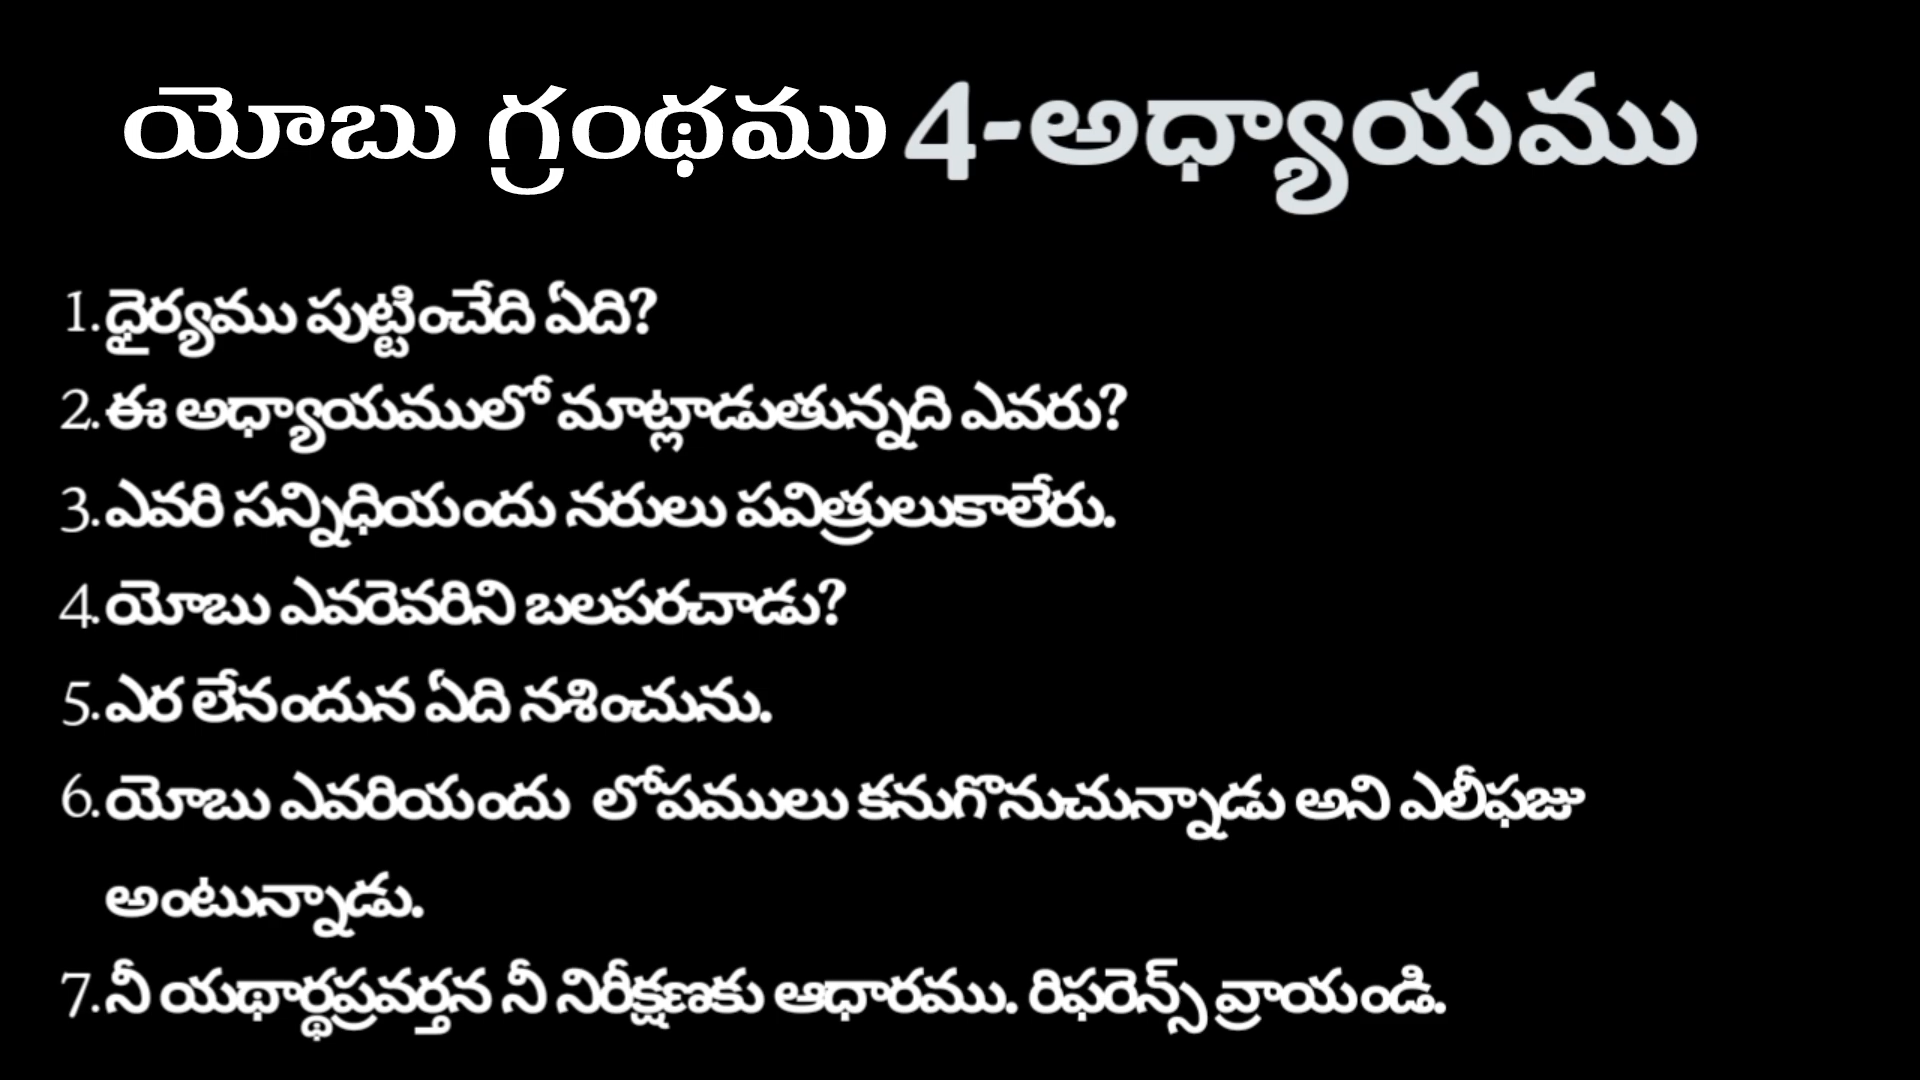 యోబు గ్రంథము 4-అధ్యాయము
1. ధైర్యము పుట్టించేది ఏది?
2. ఈ అధ్యాయములో మాట్లాడుతున్నది ఎవరు?
3. ఎవరి సన్నిధియందు నరులు పవిత్రులుకాలేరు.
4. యోబు ఎవరెవరిని బలపరచాడు?
5. ఎర లేనందున ఏది నశించును.
6. యోబు ఎవరియందు లోపములు కనుగొనుచున్నాడు అని ఎలీఫజు
అంటున్నాడు.
7. నీ యథార్థప్రవర్తన నీ నిరీక్షణకు ఆధారము. రిఫరెన్స్ వ్రాయండి.